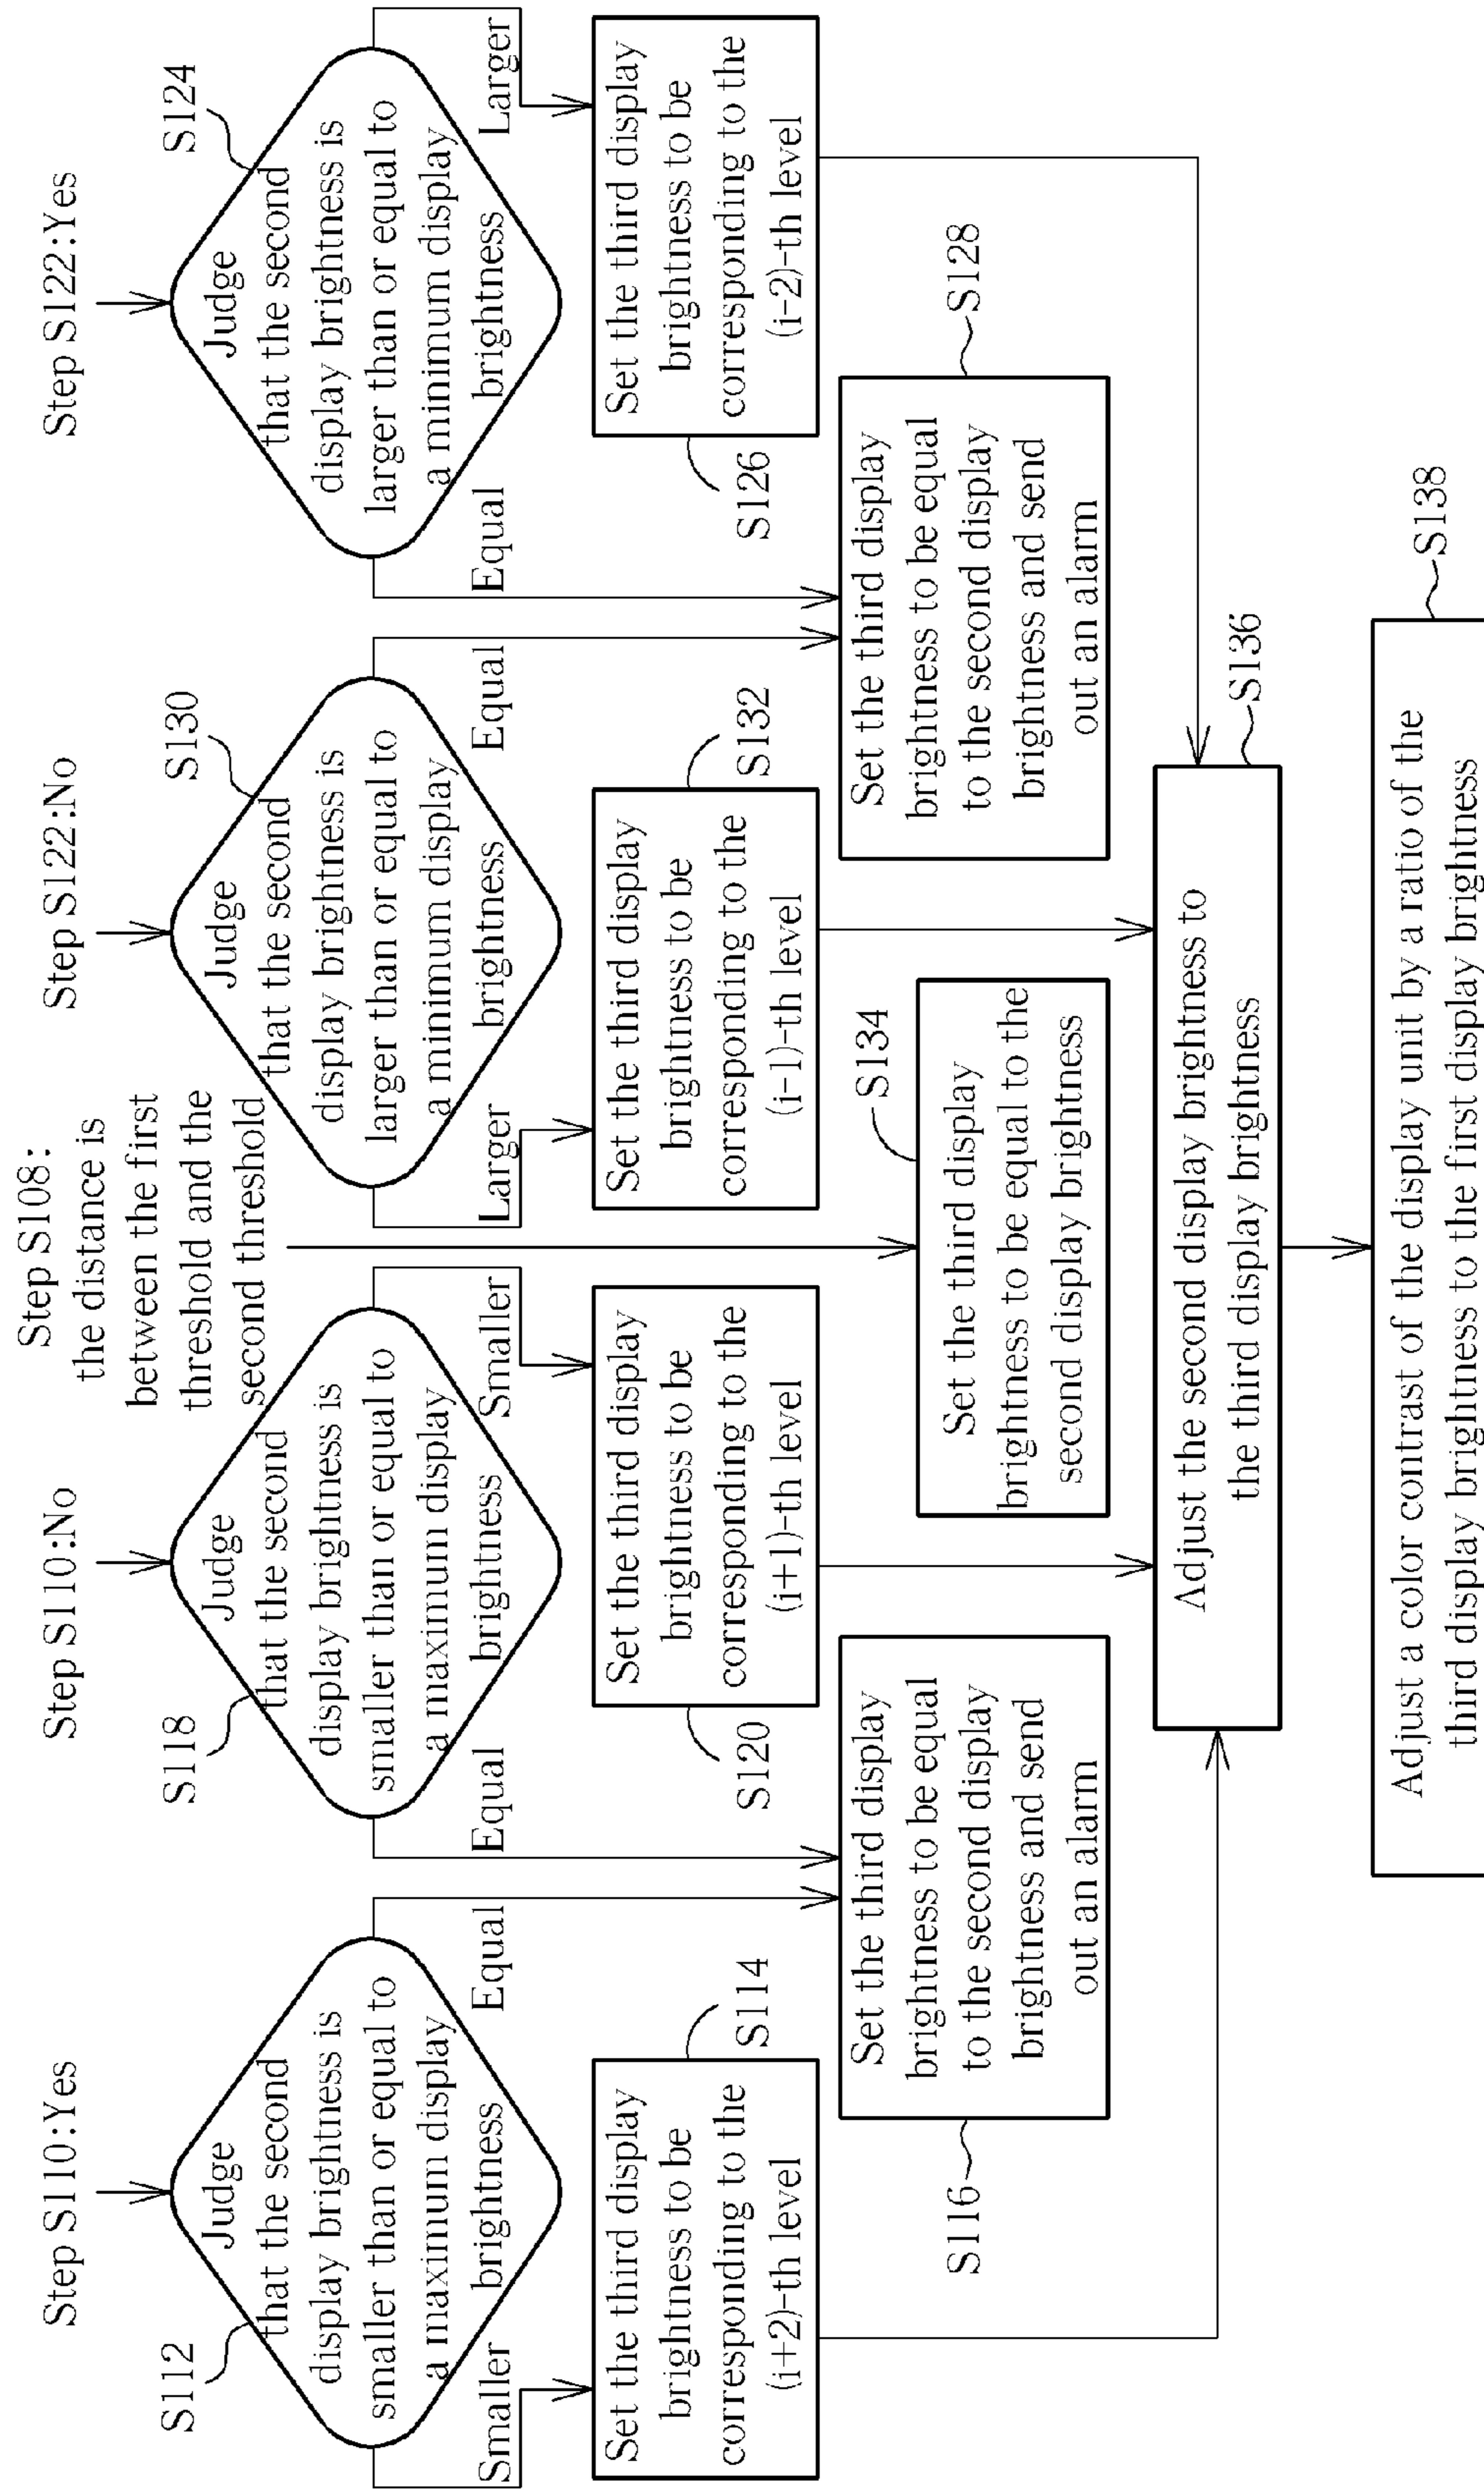 Step S110:Yes
S112
Judge
that the second
display brightness is
smaller than or equal to
a maximum display
brightness
Smaller
Equal
Set the third display
brightness to be
corresponding to the
(i+2)-th level
S114
Set the third display
brightness to be equal
to the second display
brightness and send
out an alarm
S116
Step S110:No
S118
Judge
that the second
display brightness is
smaller than or equal to
a maximum display
brightness
Equal
Smaller
Set the third display
brightness to be
corresponding to the
(i+1)-th level
S120
Step S108:
the distance is
between the first
threshold and the
second threshold
S134
Set the third display
brightness to be equal to the
second display brightness
Step S122:No
S130
Judge
that the second
display brightness is
larger than or equal to
a minimum display
brightness
Larger
Equal
Set the third display
brightness to be
corresponding to the
(i-1)-th level
S132
Step S122:Yes
S124
Judge
that the second
display brightness is
larger than or equal to
a minimum display
brightness
Equal
Larger
Set the third display
brightness to be
corresponding to the
(i-2)-th level
S126
Set the third display
brightness to be equal
to the second display
brightness and send
out an alarm
S128
Adjust the second display brightness to
the third display brightness
S136
Adjust a color contrast of the display unit by a ratio of the
third display brightness to the first display brightness
S138